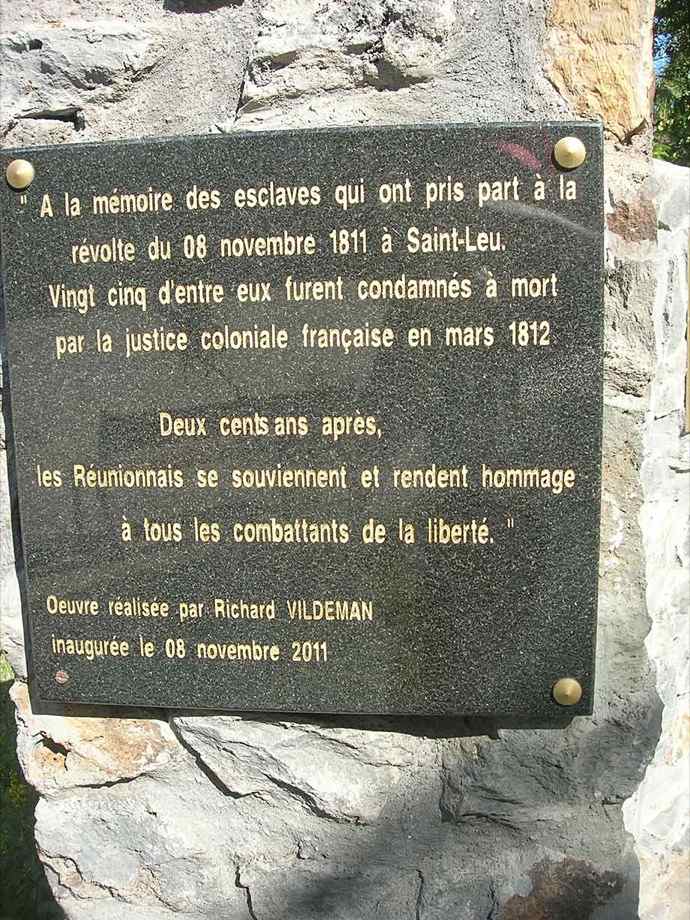 " A la mémoire des esclaves qui ont pris part à la
révolte du 08 novembre 1811 à Saint-Leu.
Vingt cinq d'entre eux furent condamnés à mort
par la justice coloniale française en mars 1812
Deux cents ans après,
les Réunionnais se souviennent et rendent hommage
à tous les combattants de la liberté. "
Oeuvre réalisée par Richard VILDEMAN
inaugurée le 08 novembre 2011